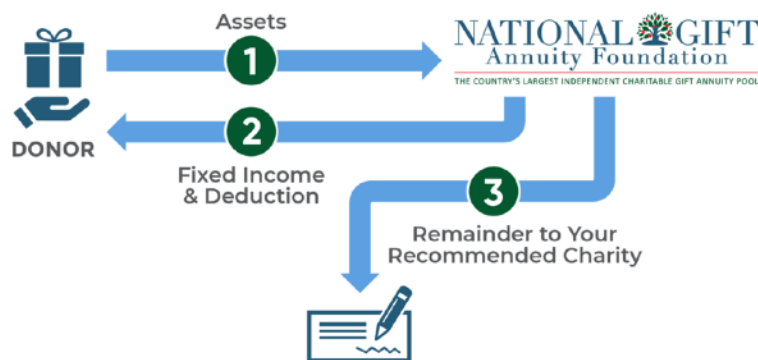 Assets
1
NATIONAL GIFT
Annuity Foundation
THE COUNTRY'S LARGEST INDEPENDENT CHARITABLE GIFT ANNUITY POOL
DONOR
2
Fixed Income
& Deduction
3
Remainder to Your
Recommended Charity